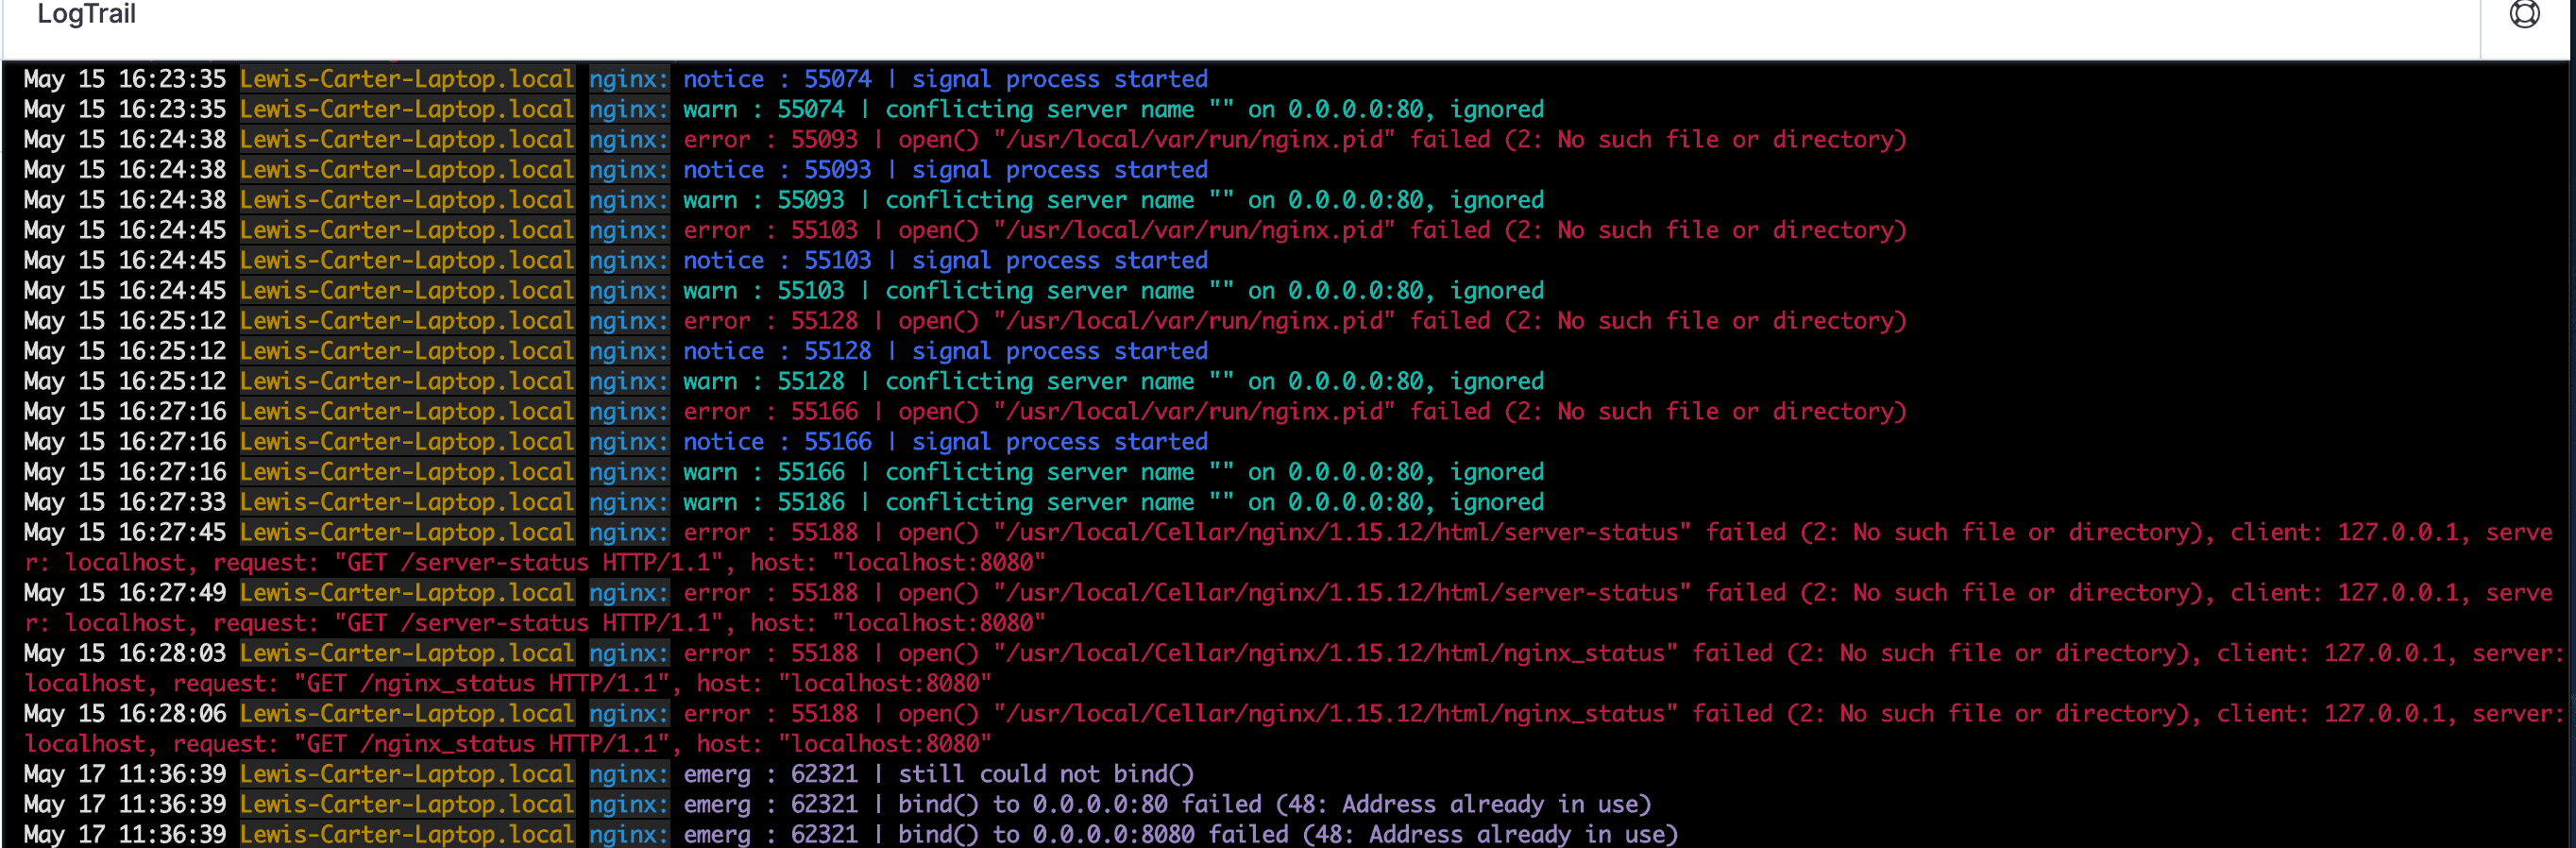 LogTrail
May 15 16:23:35 Lewis-Carter-Laptop.local nginx: notice : 55074 | signal process started
May 15 16:23:35 Lewis-Carter-Laptop.local nginx: warn : 55074 | conflicting server name "" on 0.0.0.0:80, ignored
May 15 16:24:38 Lewis-Carter-Laptop.local nginx: error : 55093 | open() "/usr/local/var/run/nginx.pid" failed (2: No such file or directory)
May 15 16:24:38 Lewis-Carter-Laptop.local nginx: notice : 55093 | signal process started
May 15 16:24:38 Lewis-Carter-Laptop.local nginx: warn : 55093 | conflicting server name "" on 0.0.0.0:80, ignored
May 15 16:24:45 Lewis-Carter-Laptop.local nginx: error : 55103 | open() "/usr/local/var/run/nginx.pid" failed (2: No such file or directory)
May 15 16:24:45 Lewis-Carter-Laptop.local nginx: notice : 55103 | signal process started
May 15 16:24:45 Lewis-Carter-Laptop.local nginx: warn : 55103 | conflicting server name "" on 0.0.0.0:80, ignored
May 15 16:25:12 Lewis-Carter-Laptop.local nginx: error : 55128 | open() "/usr/local/var/run/nginx.pid" failed (2: No such file or directory)
May 15 16:25:12 Lewis-Carter-Laptop.local nginx: notice : 55128 | signal process started
May 15 16:25:12 Lewis-Carter-Laptop.local nginx: warn : 55128 | conflicting server name "" on 0.0.0.0:80, ignored
May 15 16:27:16 Lewis-Carter-Laptop.local nginx: error : 55166 | open() "/usr/local/var/run/nginx.pid" failed (2: No such file or directory)
May 15 16:27:16 Lewis-Carter-Laptop.local nginx: notice : 55166 | signal process started
May 15 16:27:16 Lewis-Carter-Laptop.local nginx: warn : 55166 | conflicting server name "" on 0.0.0.0:80, ignored
May 15 16:27:33 Lewis-Carter-Laptop.local nginx: warn : 55186 | conflicting server name "" on 0.0.0.0:80, ignored
May 15 16:27:45 Lewis-Carter-Laptop.local nginx: error : 55188 | open() "/usr/local/Cellar/nginx/1.15.12/html/server-status" failed (2: No such file or directory), client: 127.0.0.1, serve
r: localhost, request: "GET /server-status HTTP/1.1", host: "localhost:8080"
May 15 16:27:49 Lewis-Carter-Laptop.local nginx: error : 55188 | open() "/usr/local/Cellar/nginx/1.15.12/html/server-status" failed (2: No such file or directory), client: 127.0.0.1, serve
r: localhost, request: "GET /server-status HTTP/1.1", host: "localhost:8080"
May 15 16:28:03 Lewis-Carter-Laptop.local nginx: error : 55188 | open() "/usr/local/Cellar/nginx/1.15.12/html/nginx_status" failed (2: No such file or directory), client: 127.0.0.1, server:
localhost, request: "GET /nginx_status HTTP/1.1", host: "localhost:8080"
May 15 16:28:06 Lewis-Carter-Laptop.local nginx: error : 55188 | open() "/usr/local/Cellar/nginx/1.15.12/html/nginx_status" failed (2: No such file or directory), client: 127.0.0.1, server:
localhost, request: "GET /nginx_status HTTP/1.1", host: "localhost:8080"
May 17 11:36:39 Lewis-Carter-Laptop.local nginx: emerg : 62321 | still could not bind()
May 17 11:36:39 Lewis-Carter-Laptop.local nginx: emerg : 62321 | bind() to 0.0.0.0:80 failed (48: Address already in use)
May 17 11:36:39 Lewis-Carter-Laptop.local nginx: emerg : 62321 | bind() to 0.0.0.0:8080 failed (48: Address already in use)